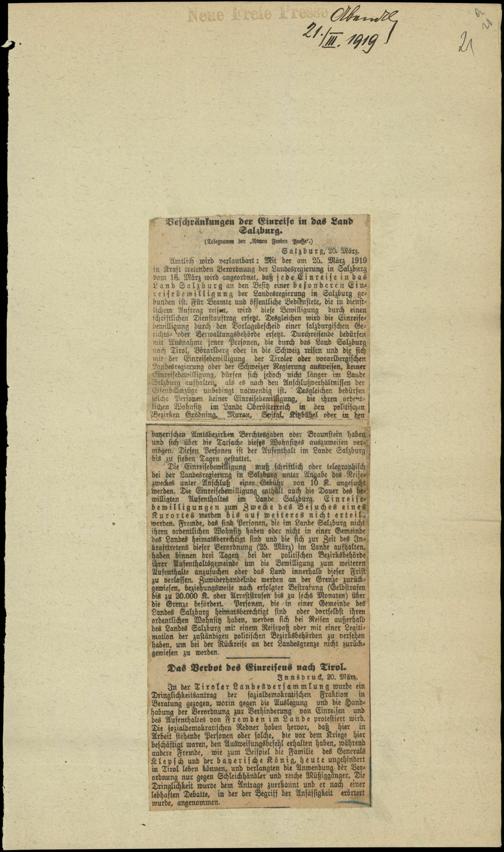 Neue Freie Presse
Abendbl
21./III. 1919
21
Beschränkungen der Einreise in das Land
Salzburg.
(Telegramm der „Neuen Freien Presse“.)
Salzburg, 20. März.
Amtlich wird verlautbart: Mit der am 25. März 1919
in Kraft tretenden Verordnung der Landesregierung in Salzburg
vom 18. März wird angeordnet, daß jede Einreise in das
Land Salzburg an den Besitz einer besonderen Ein-
reisebewilligung der Landesregierung in Salzburg ge-
bunden ist. Für Beamte und öffentliche Bedienstete, die in dienst-
lichem Auftrag reisen, wird diese Bewilligung durch einen
schriftlichen Dienstauftrag ersetzt. Desgleichen wird die Einreise-
bewilligung durch den Vorlagebescheid einer salzburgischen Ge-
richts- oder Verwaltungsbehörde ersetzt. Durchreisende bedürfen
mit Ausnahme jener Personen, die durch das Land Salzburg
nach Tirol, Vorarlberg oder in die Schweiz reisen und die sich
mit der Einreisebewilligung der Tiroler oder vorarlbergischen
Landesregierung oder der Schweizer Regierung ausweisen, keiner
Einreisebewilligung, dürfen sich jedoch nicht länger im Lande
Salzburg aufhalten, als es nach den Anschlußverhältnissen der
Eisenbahnzüge unbedingt notwendig ist. Desgleichen bedürfen
solche Personen keiner Einreisebewilligung, die ihren ordent-
lichen Wohnsitz im Lande Oberösterreich in den politischen
Bezirken Gröbming, Murau, Spittal, Kitzbühel oder in den
bayerischen Amtsbezirken Berchtesgaden oder Traunstein haben
und sich über die Tatsache dieses Wohnsitzes auszuweisen ver-
mögen. Diesen Personen ist der Aufenthalt im Lande Salzburg
bis zu sieben Tagen gestattet.
Die Einreisebewilligung muß schriftlich oder telegraphisch
bei der Landesregierung in Salzburg unter Angabe des Reise-
zweckes unter Anschluß einer Gebühr von 10 K. angesucht
werden. Die Einreisebewilligung enthält auch die Dauer des be-
willigten Aufenthaltes im Lande Salzburg. Einreise-
bewilligungen zum Zwecke des Besuches eines
Kurortes werden bis auf weiteres nicht erteilt
werden. Fremde, das sind Personen, die im Lande Salzburg nicht
ihren ordentlichen Wohnsitz haben oder nicht in einer Gemeinde
des Landes heimatsberechtigt sind und die sich zur Zeit des In-
krafttretens dieser Verordnung (25. März) im Lande aufhalten,
haben binnen drei Tagen bei der politischen Bezirksbehörde
ihrer Aufenthaltsgemeinde um die Bewilligung zum weiteren
Aufenthalte anzusuchen oder das Land innerhalb dieser Frist
zu verlassen. Zuwiderhandelnde werden an der Grenze zurück-
gewiesen, beziehungsweise nach erfolgter Bestrafung (Geldstrafen
bis zu 20.000 K. oder Arreststrafen bis zu sechs Monaten) über
die Grenze befördert. Personen, die in einer Gemeinde des
Landes Salzburg heimatsberechtigt sind oder dortselbst ihren
ordentlichen Wohnsitz haben, werden sich bei Reisen außerhalb
des Landes Salzburg mit einem Reisepaß oder mit einer Legiti-
mation der zuständigen politischen Bezirksbehörden zu versehen
haben, um bei der Rückreise an der Landesgrenze nicht zurück-
gewiesen zu werden.
Das Verbot des Einreisens nach Tirol.
Innsbruck, 20. März.
In der Tiroler Landesversammlung wurde ein
Dringlichkeitsantrag der sozialdemokratischen Fraktion in
Beratung gezogen, worin gegen die Auslegung und die Hand-
habung der Verordnung zur Verhinderung von Einreisen und
des Aufenthaltes von Fremden im Lande protestiert wird.
Die sozialdemokratischen Redner haben hervor, daß hier in
Arbeit stehende Personen oder solche, die vor dem Kriege hier
beschäftigt waren, den Ausweisungsbefehl erhalten haben, während
andere Fremde, wie zum Beispiel die Familie des Generals
Klepsch und der bayerische König, heute ungehindert
in Tirol leben können, und verlangten die Anwendung der Ver-
ordnung nur gegen Schleichhändler und reiche Müßiggänger. Die
Dringlichkeit wurde dem Antrage zuerkannt und er nach einer
lebhaften Debatte, in der der Begriff der Ansässigkeit erörtert
wurde, angenommen.